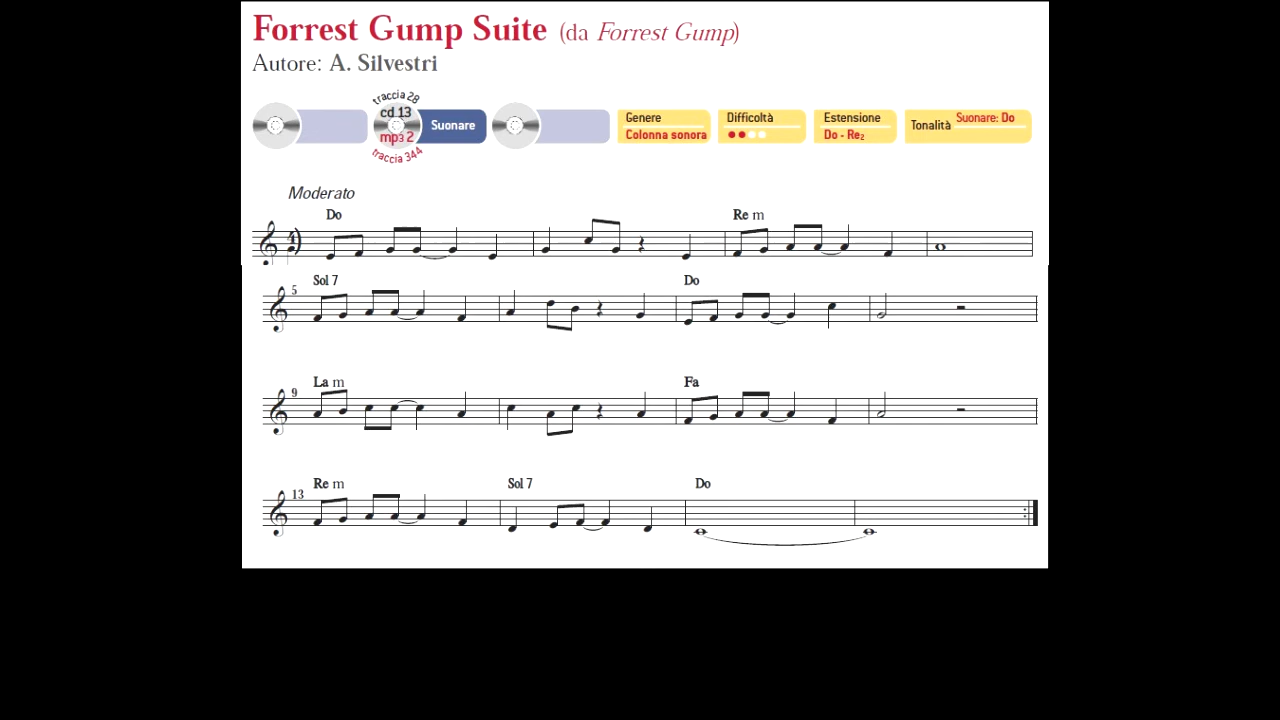 Forrest Gump Suite (da Forrest Gump)
Autore: A. Silvestri
traccia 28
cd 13
mp3 2
traccia 344
Suonare
Genere
Colonna sonora
Difficoltà
Estensione
Do - Re2
Tonalità
Suonare: Do
Moderato
Do Re m
Sol 7 Do
5
La m Fa
9
Re m Sol 7 Do
13